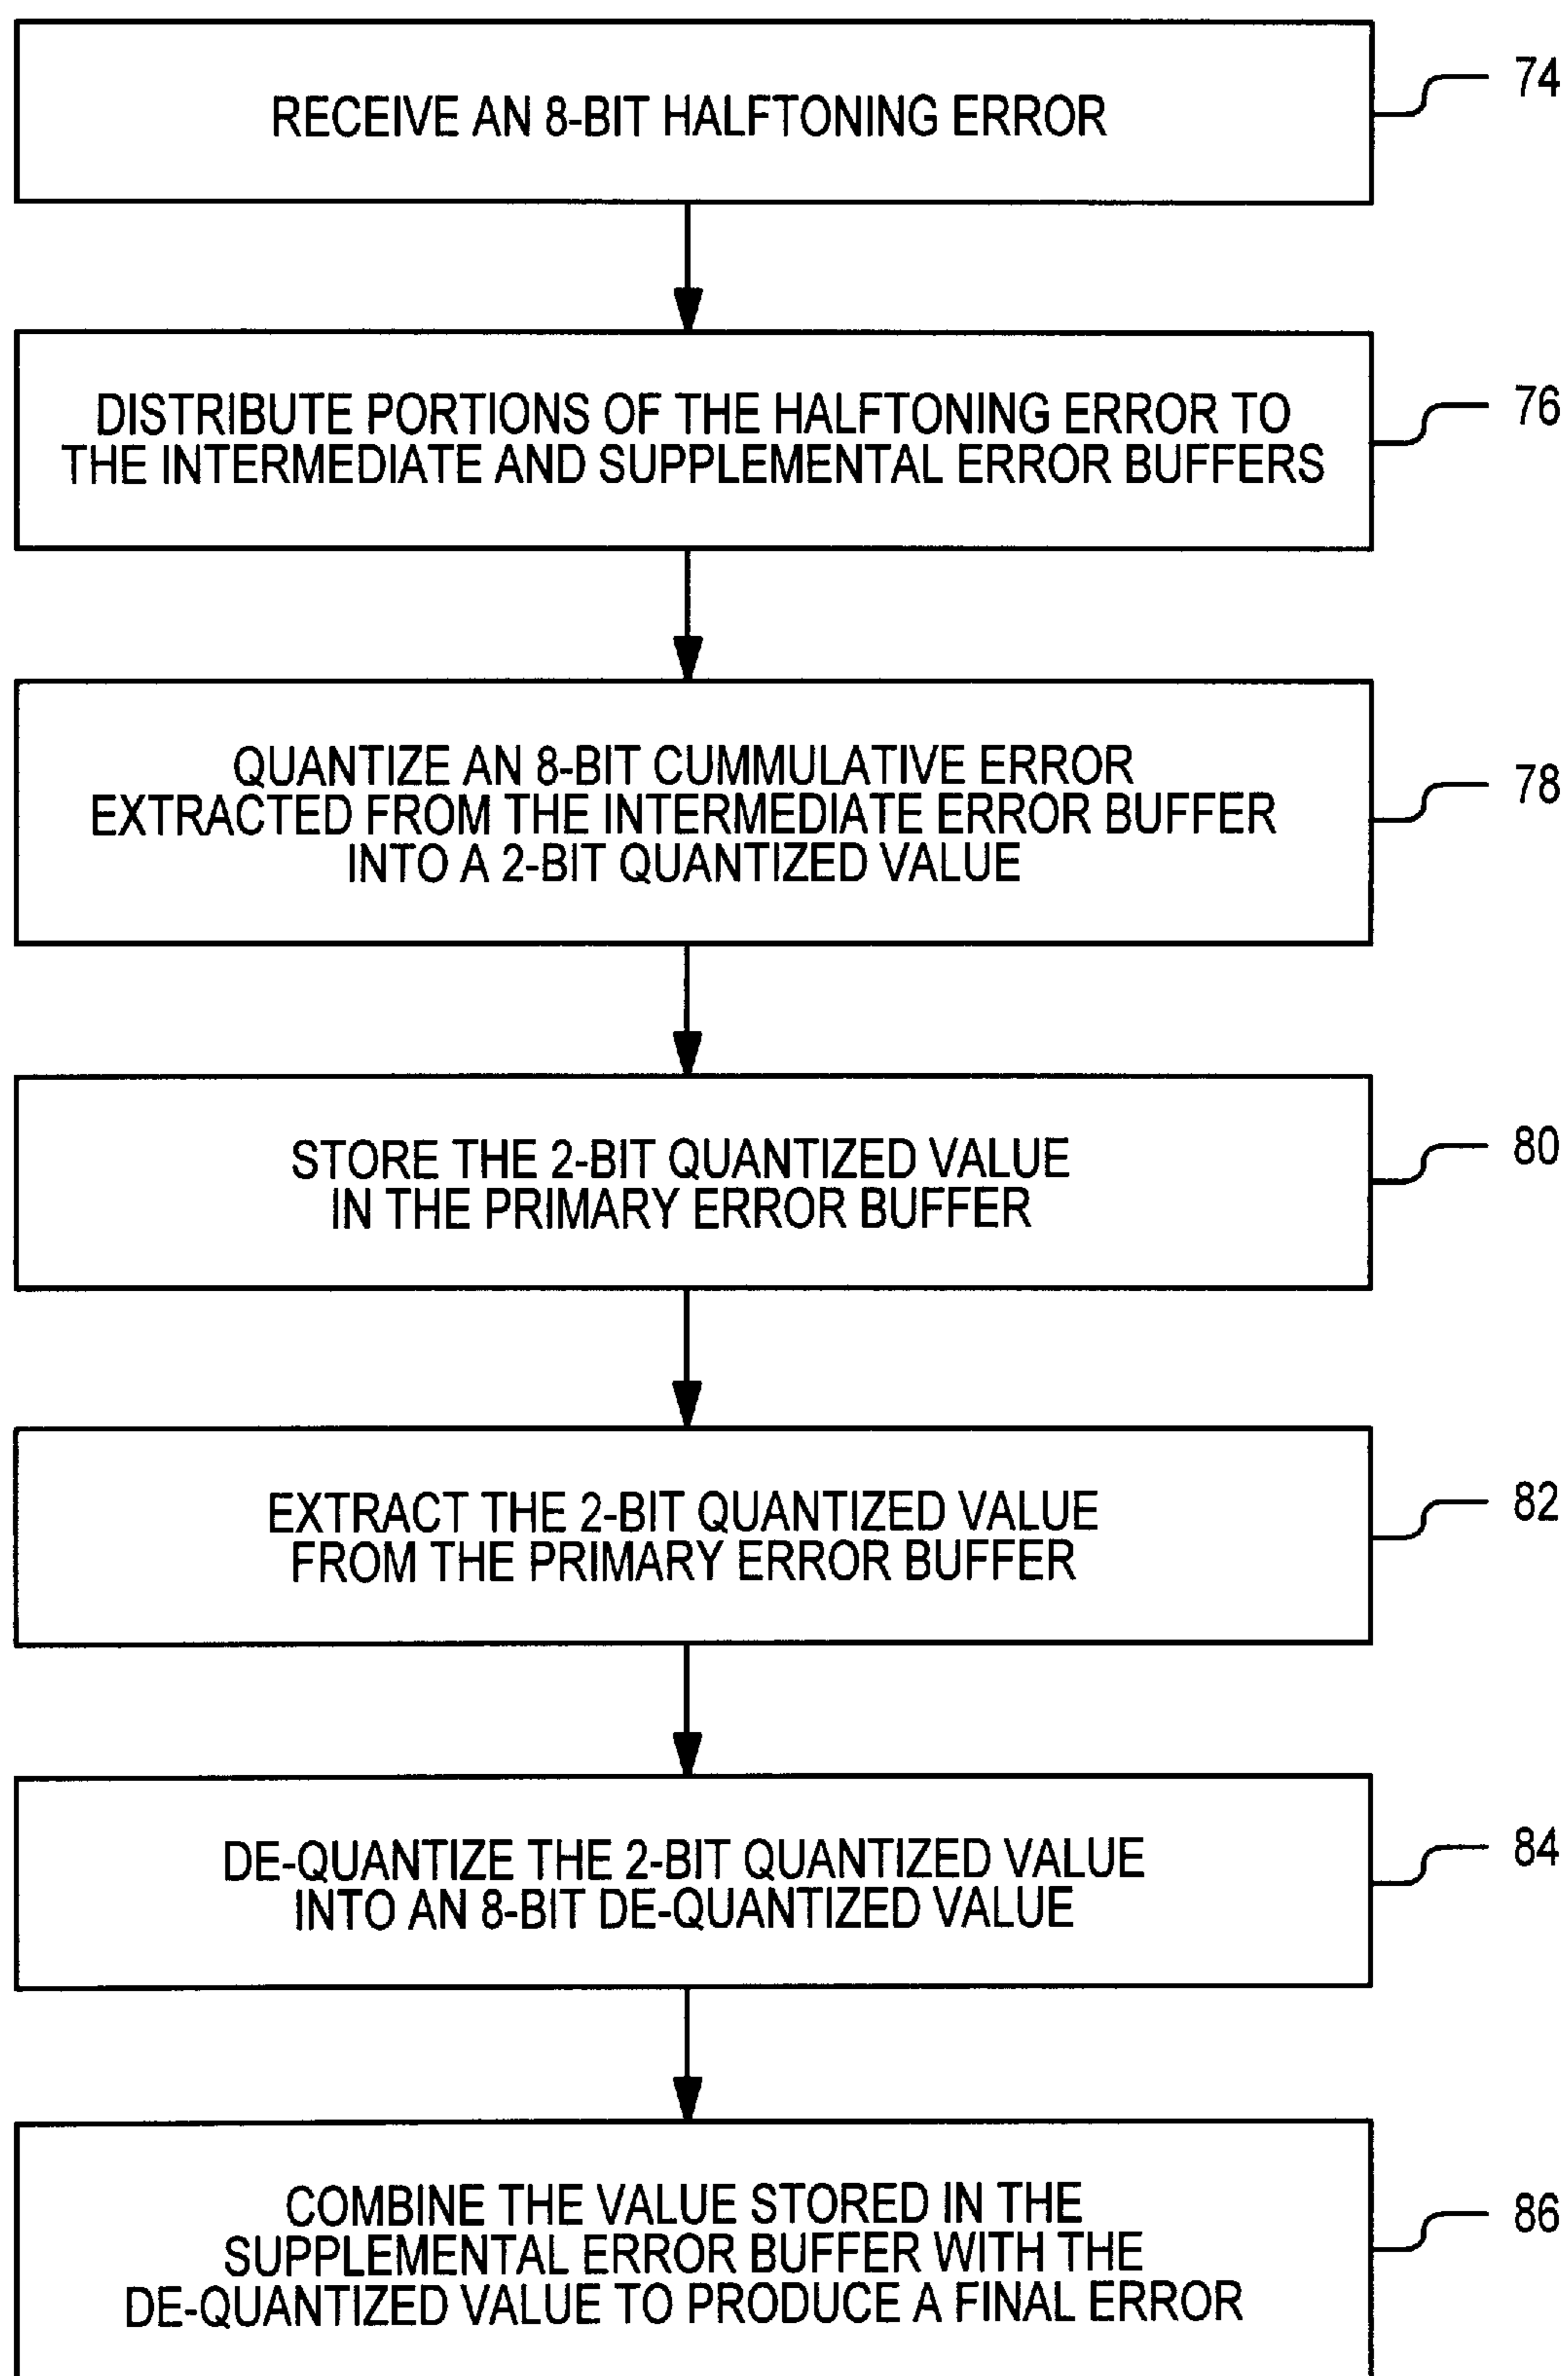 RECEIVE AN 8-BIT HALFTONING ERROR
74
DISTRIBUTE PORTIONS OF THE HALFTONING ERROR TO
THE INTERMEDIATE AND SUPPLEMENTAL ERROR BUFFERS
76
QUANTIZE AN 8-BIT CUMMULATIVE ERROR
EXTRACTED FROM THE INTERMEDIATE ERROR BUFFER
INTO A 2-BIT QUANTIZED VALUE
78
STORE THE 2-BIT QUANTIZED VALUE
IN THE PRIMARY ERROR BUFFER
80
EXTRACT THE 2-BIT QUANTIZED VALUE
FROM THE PRIMARY ERROR BUFFER
82
DE-QUANTIZE THE 2-BIT QUANTIZED VALUE
INTO AN 8-BIT DE-QUANTIZED VALUE
84
COMBINE THE VALUE STORED IN THE
SUPPLEMENTAL ERROR BUFFER WITH THE
DE-QUANTIZED VALUE TO PRODUCE A FINAL ERROR
86